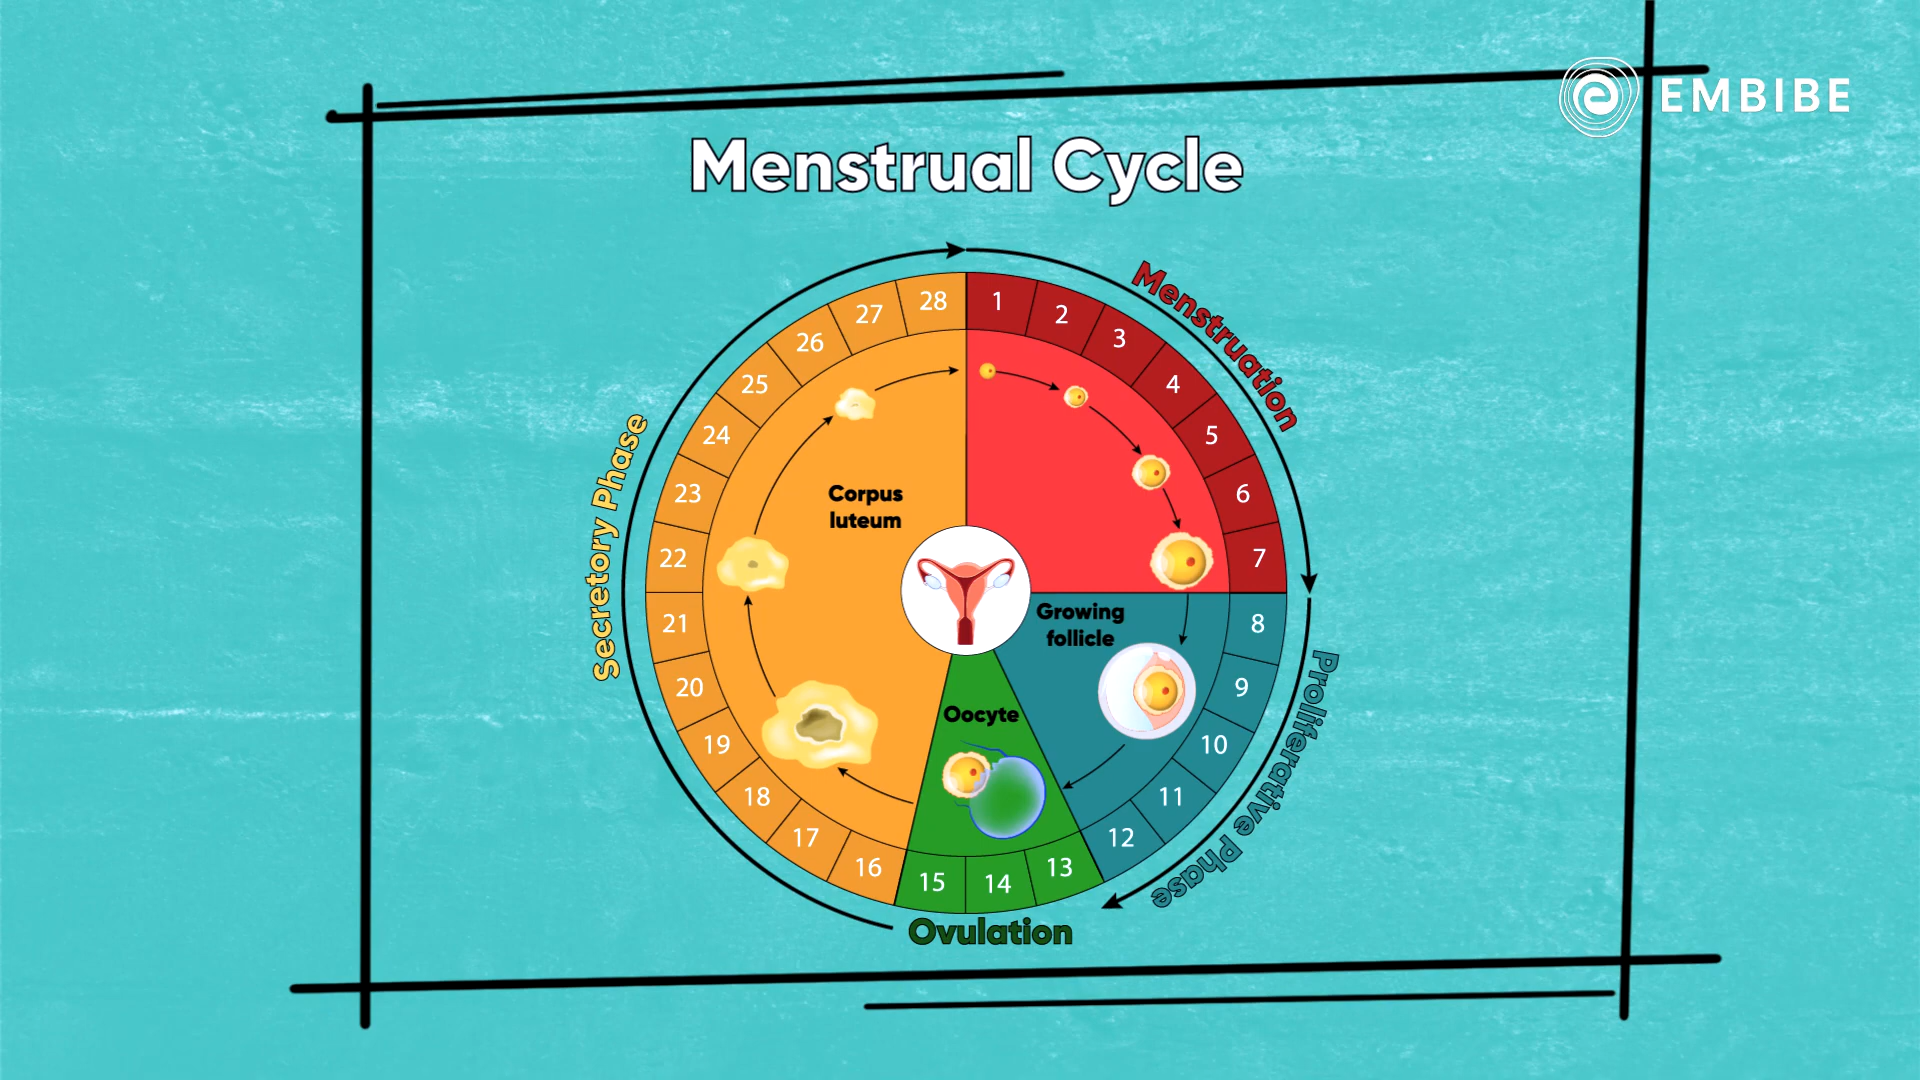 EMBIBE
Menstrual Cycle
Menstruation
Proliferative Phase
Ovulation
Secretory Phase
1
2
3
4
5
6
7
8
9
10
11
12
13
14
15
16
17
18
19
20
21
22
23
24
25
26
27
28
Corpus
luteum
Growing
follicle
Oocyte